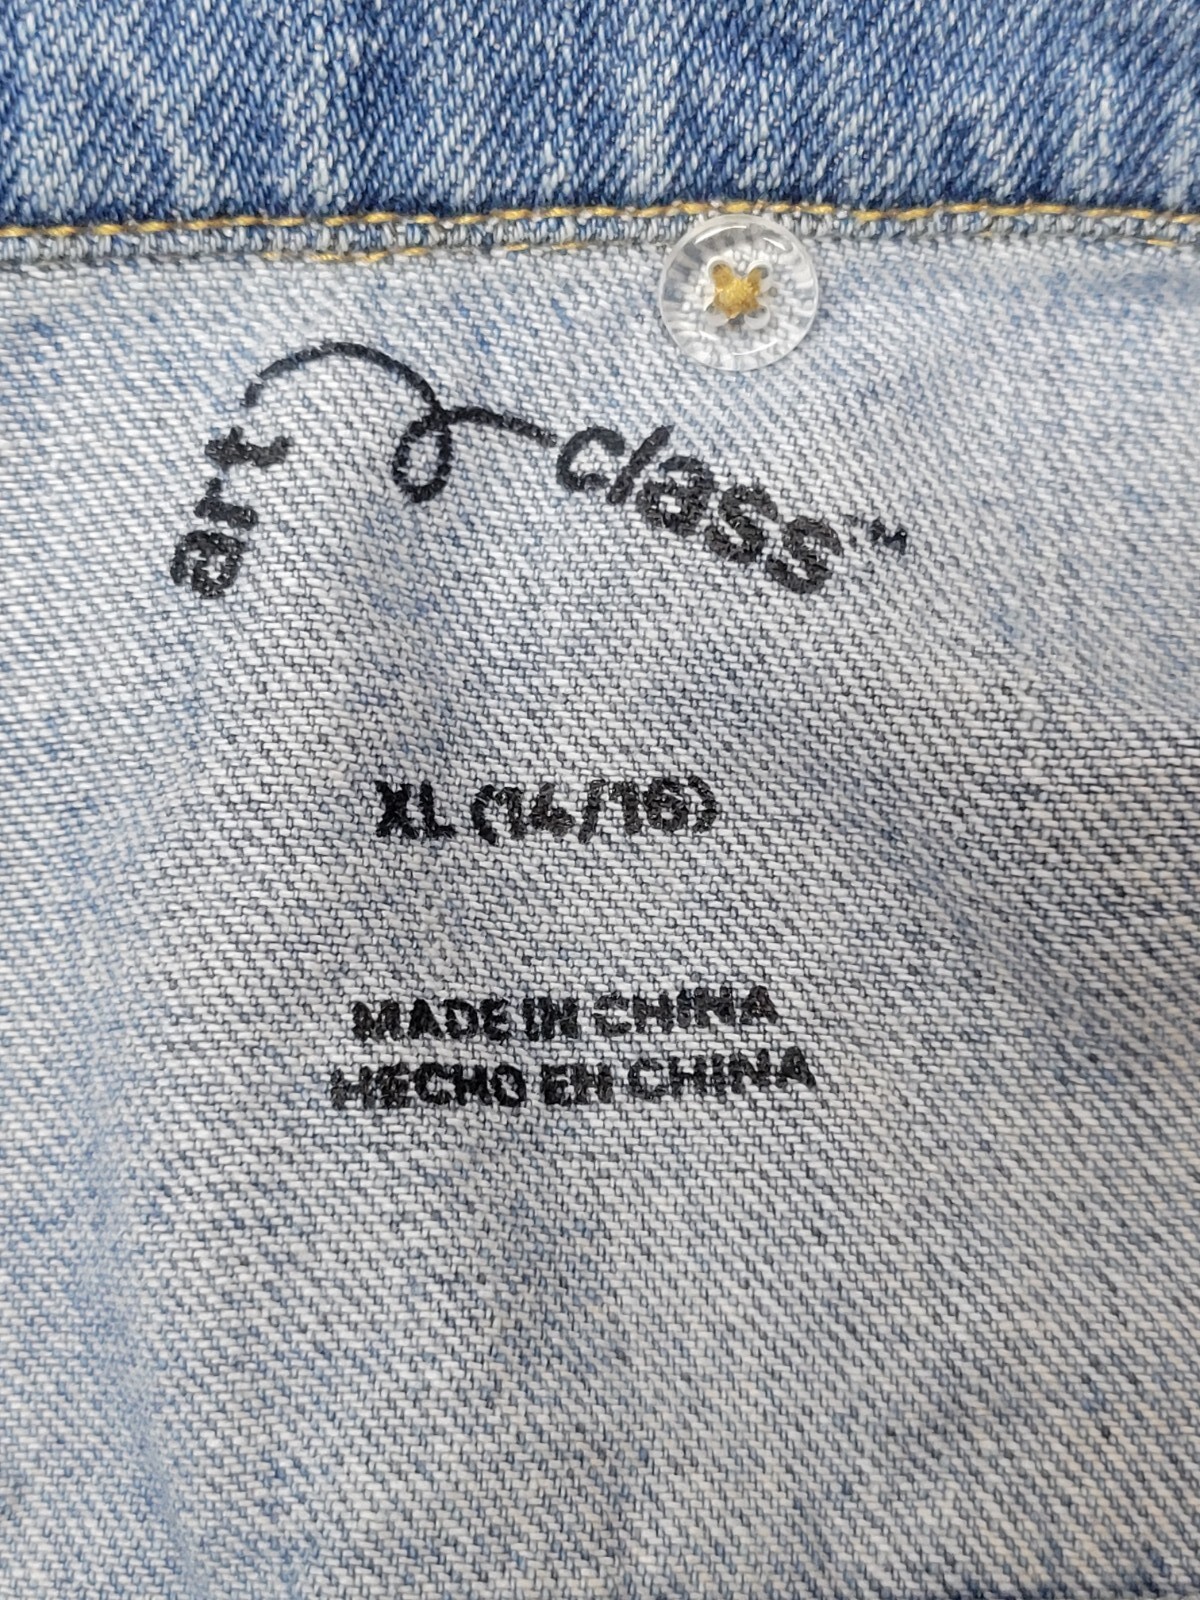 art class™
XL (14/16)
MADE IN CHINA
HECHO EN CHINA